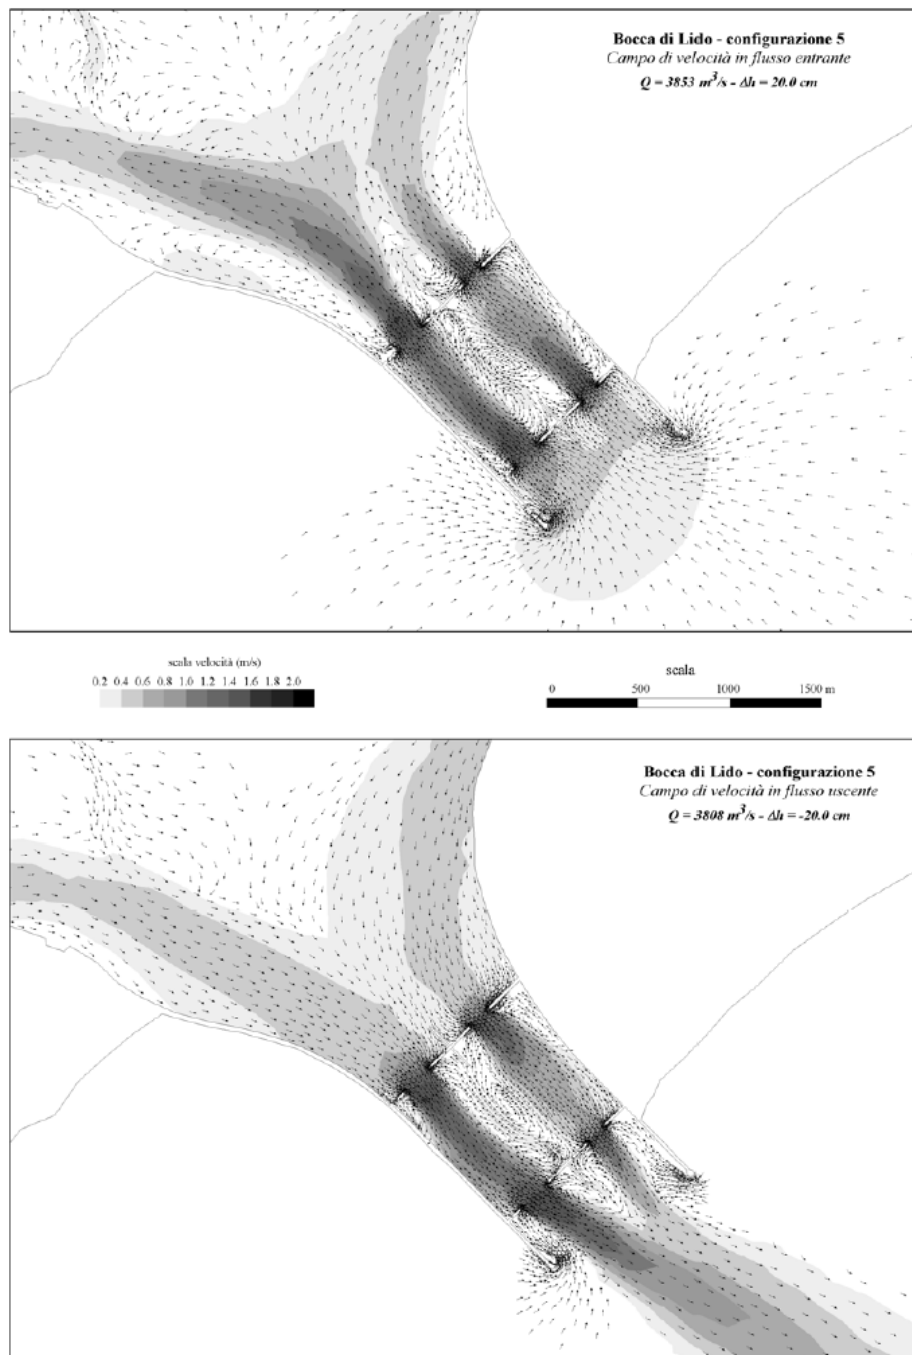 Bocca di Lido - configurazione 5
Campo di velocità in flusso entrante
Q = 3853 m³/s - Δh = 20.0 cm
scala velocità (m/s)
0.2 0.4 0.6 0.8 1.0 1.2 1.4 1.6 1.8 2.0
scala
0 500 1000 1500 m
Bocca di Lido - configurazione 5
Campo di velocità in flusso uscente
Q = 3808 m³/s - Δh = -20.0 cm